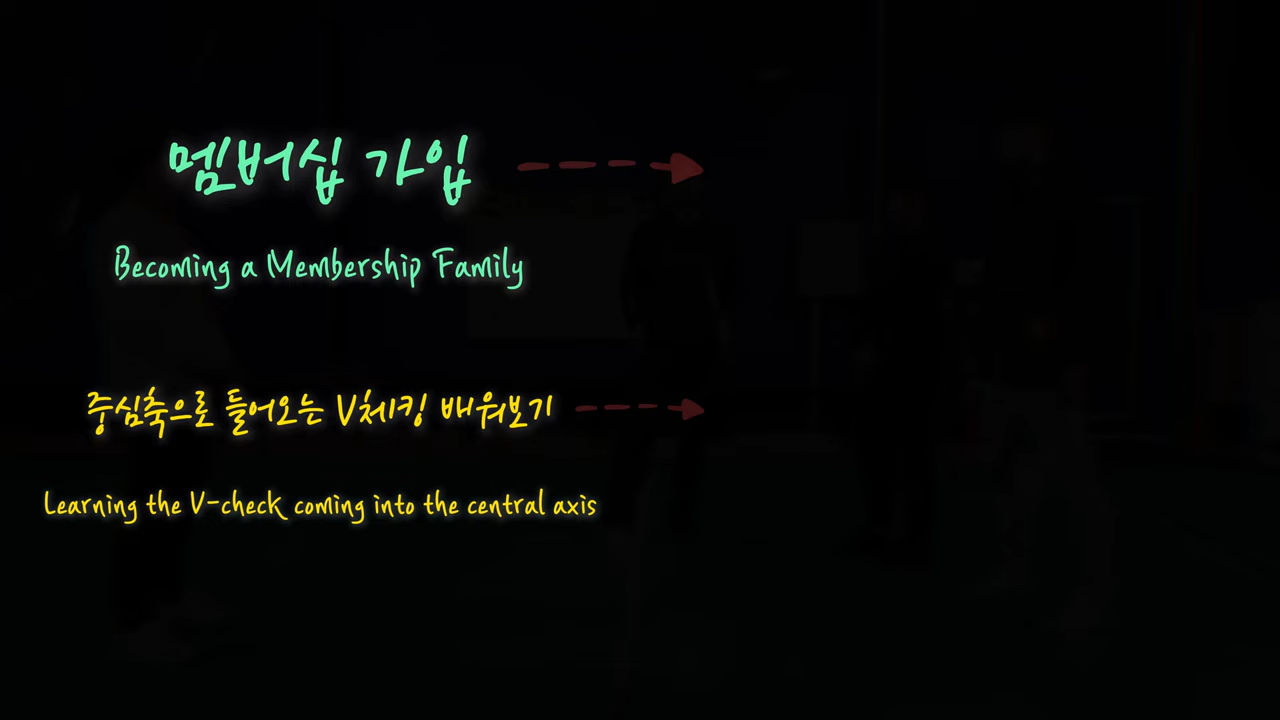 멤버십 가입
Becoming a Membership Family
중심축으로 들어오는 V체킹 배워보기
Learning the V-check coming into the central axis